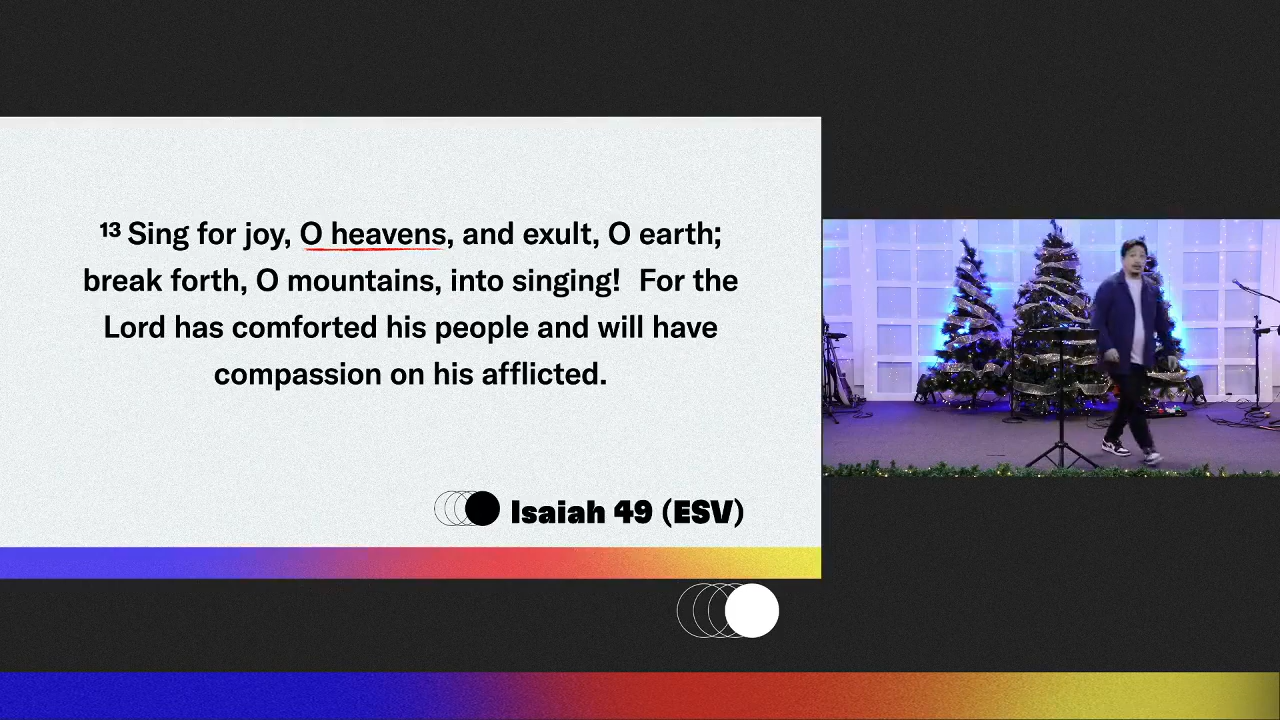 ¹³ Sing for joy, O heavens, and exult, O earth;
break forth, O mountains, into singing!  For the
Lord has comforted his people and will have
compassion on his afflicted.
Isaiah 49 (ESV)